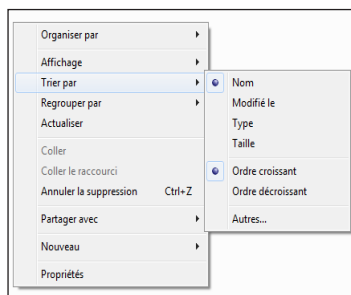 Organiser par
Affichage
Trier par
Regrouper par
Actualiser
Coller
Coller le raccourci
Annuler la suppression Ctrl+Z
Partager avec
Nouveau
Propriétés
Nom
Modifié le
Type
Taille
Ordre croissant
Ordre décroissant
Autres...